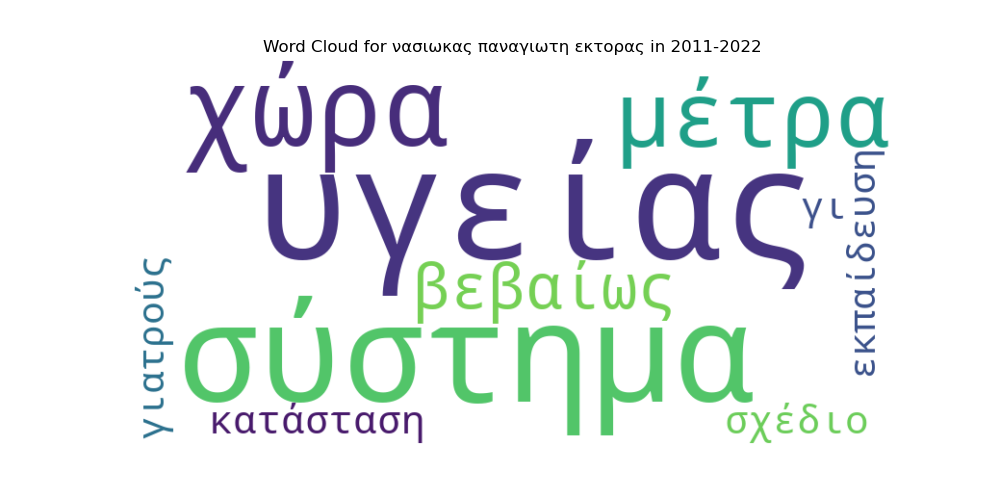 Word Cloud for νασιωκας παναγιωτη εκτορας in 2011-2022
χώρα
μέτρα
υγείας
γι
εκπαίδευση
βεβαίως
γιατρούς
σύστημα
κατάσταση
σχέδιο